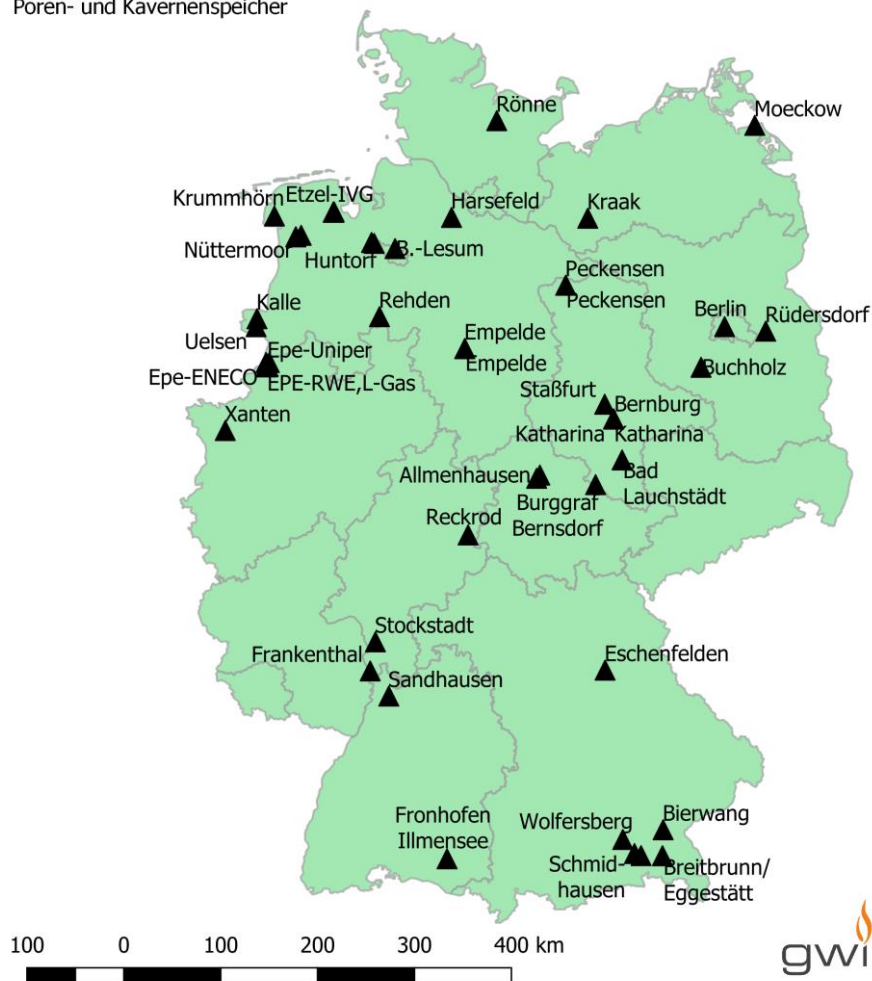 Poren- und Kavernenspeicher
Rönne
Moeckow
Krummhörn
Etzel-IVG
Harsefeld
Kraak
Nüttermoor
Huntorf
B.-Lesum
Peckensen
Peckensen
Kalle
Rehden
Berlin
Rüdersdorf
Uelsen
Empelde
Empelde
Epe-Uniper
Buchholz
Epe-ENECO
EPE-RWE,L-Gas
Staßfurt
Bernburg
Xanten
Katharina
Katharina
Allmenhausen
Bad
Lauchstädt
Burggraf
Bernsdorf
Reckrod
Stockstadt
Frankenthal
Eschenfelden
Sandhausen
Fronhofen
Illmensee
Wolfersberg
Bierwang
Schmid-
hausen
Breitbrunn/
Eggestätt
100 0 100 200 300 400 km
gwi